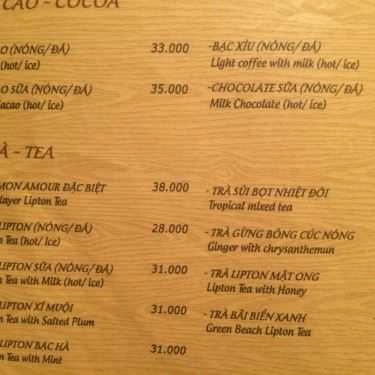 CAO - COCOA
O (NÓNG/ĐÁ) 33.000
(hot/ ice)
O SỮA (NÓNG/ĐÁ) 35.000
acao (hot/ ice)
-BẠC XỈU (NÓNG/ĐÁ)
Light coffee with milk (hot/ ice)
-CHOCOLATE SỮA (NÓNG/ĐÁ)
Milk Chocolate (hot/ ice)
À - TEA
MON AMOUR ĐẶC BIỆT 38.000
layer Lipton Tea
LIPTON (NÓNG/ĐÁ) 28.000
n Tea (hot/ ice)
LIPTON SỮA (NÓNG/ĐÁ) 31.000
n Tea with Milk (hot/ ice)
LIPTON XÍ MUỘI 31.000
n Tea with Salted Plum
LIPTON BẠC HÀ 31.000
n Tea with Mint
- TRÀ SỦI BỌT NHIỆT ĐỚI
Tropical mixed tea
- TRÀ GỪNG BÔNG CÚC NÓNG
Ginger with chrysanthemun
- TRÀ LIPTON MẬT ONG
Lipton Tea with Honey
- TRÀ BÃI BIỂN XANH
Green Beach Lipton Tea